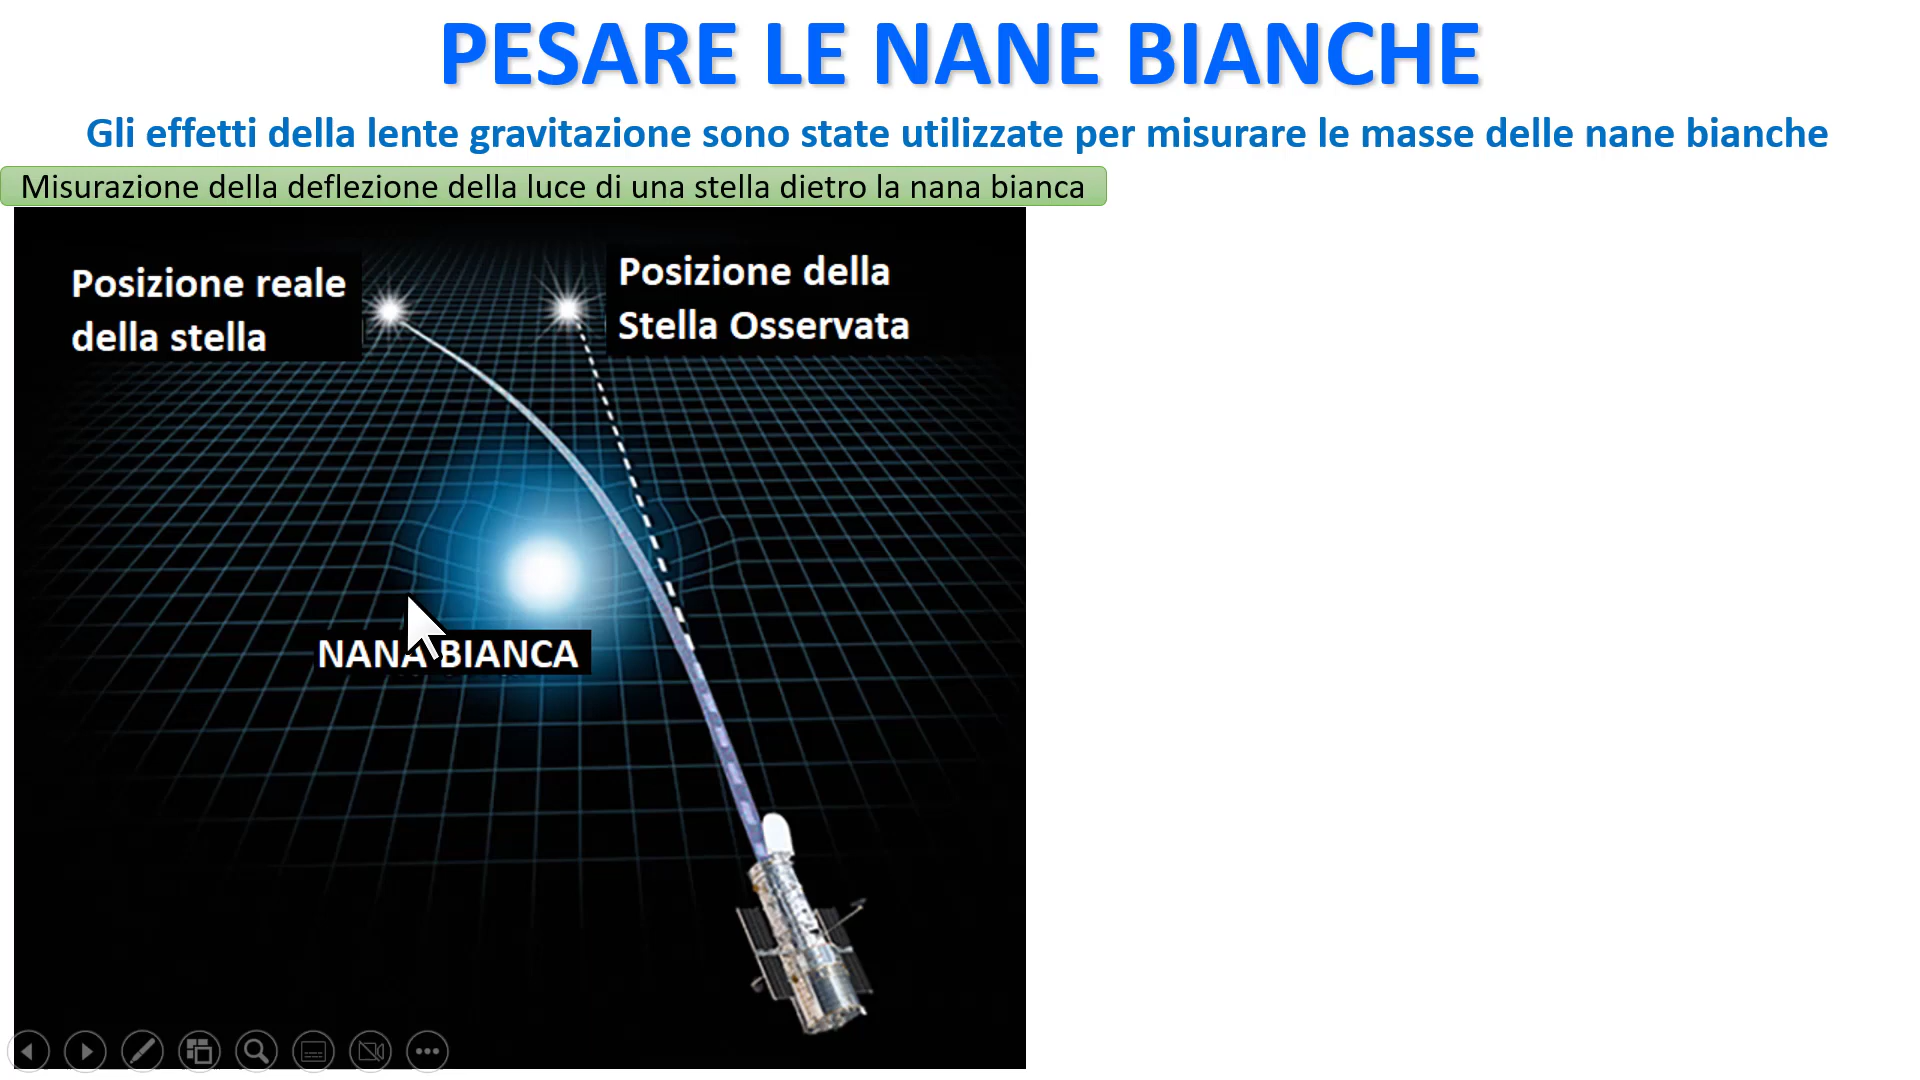 PESARE LE NANE BIANCHE
Gli effetti della lente gravitazione sono state utilizzate per misurare le masse delle nane bianche
Misurazione della deflezione della luce di una stella dietro la nana bianca
Posizione reale
della stella
Posizione della
Stella Osservata
NANA BIANCA